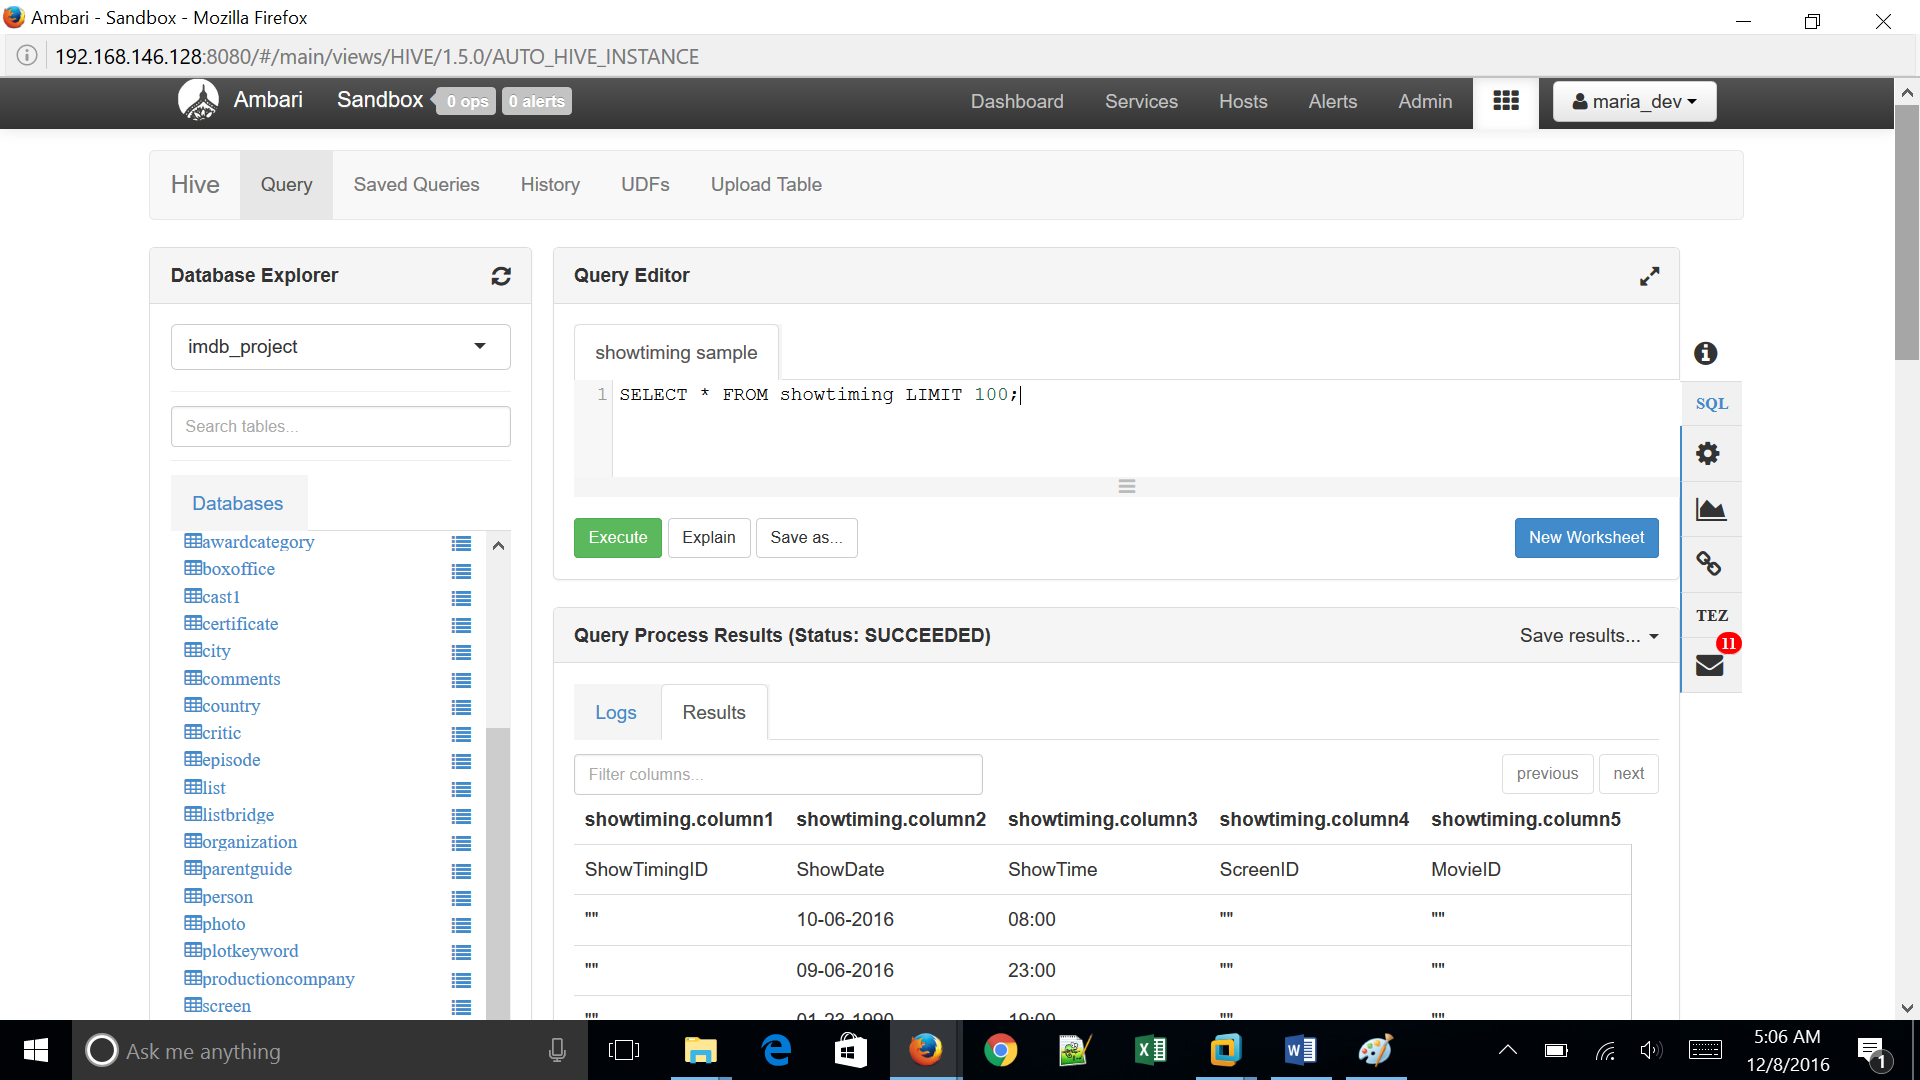 Ambari - Sandbox - Mozilla Firefox
192.168.146.128:8080/#/main/views/HIVE/1.5.0/AUTO_HIVE_INSTANCE
Ambari Sandbox 0 ops 0 alerts Dashboard Services Hosts Alerts Admin maria_dev
Hive Query Saved Queries History UDFs Upload Table
Database Explorer
imdb_project
Search tables...
Databases
awardcategory
boxoffice
cast1
certificate
city
comments
country
critic
episode
list
listbridge
organization
parentguide
person
photo
plotkeyword
productioncompany
screen
Query Editor
showtiming sample
1 SELECT * FROM showtiming LIMIT 100;
Execute Explain Save as... New Worksheet
SQL
TEZ
11
Query Process Results (Status: SUCCEEDED) Save results...
Logs Results
Filter columns... previous next
showtiming.column1 showtiming.column2 showtiming.column3 showtiming.column4 showtiming.column5
ShowTimingID ShowDate ShowTime ScreenID MovieID
"" 10-06-2016 08:00 "" ""
"" 09-06-2016 23:00 "" ""
"" 01-23-1990 19:00 "" ""
Ask me anything
5:06 AM
12/8/2016
1